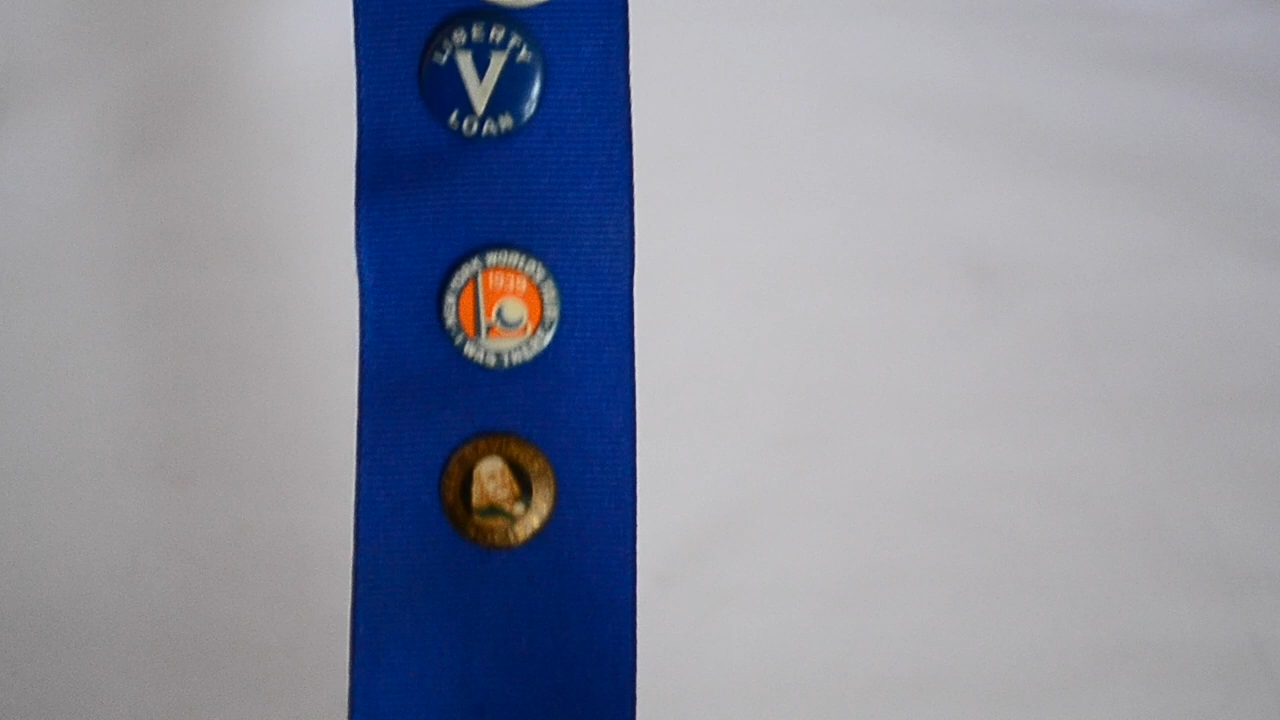 LIBERTY
V
LOAN
NEW YORK WORLD'S FAIR
1939
I WAS THERE